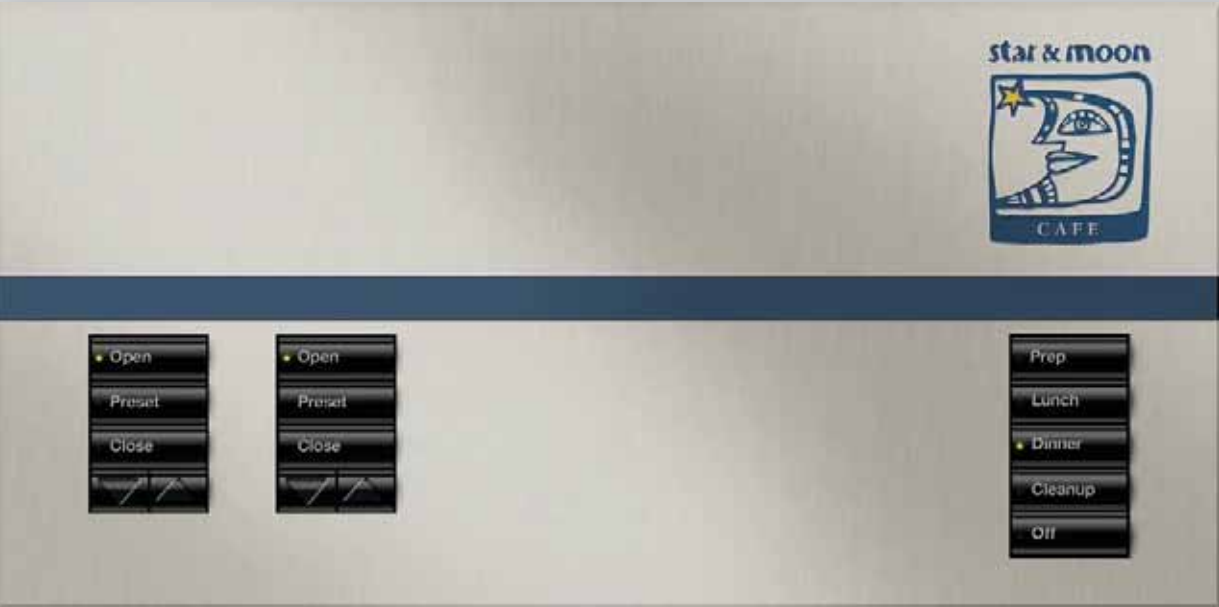 star & moon
CAFE
Open
Preset
Close
Open
Preset
Close
Prep
Lunch
Dinner
Cleanup
Off